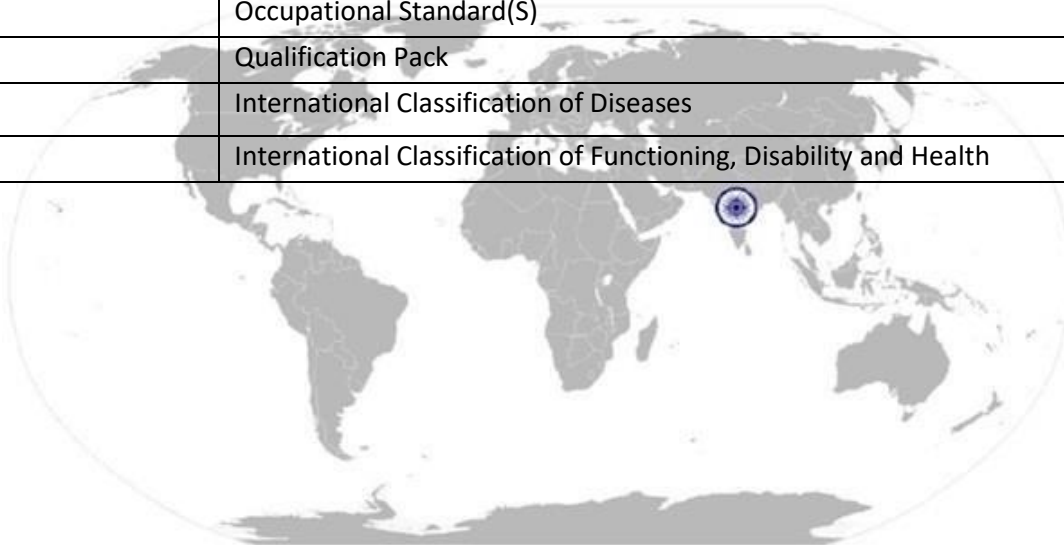 Occupational Standard(S)
Qualification Pack
International Classification of Diseases
International Classification of Functioning, Disability and Health